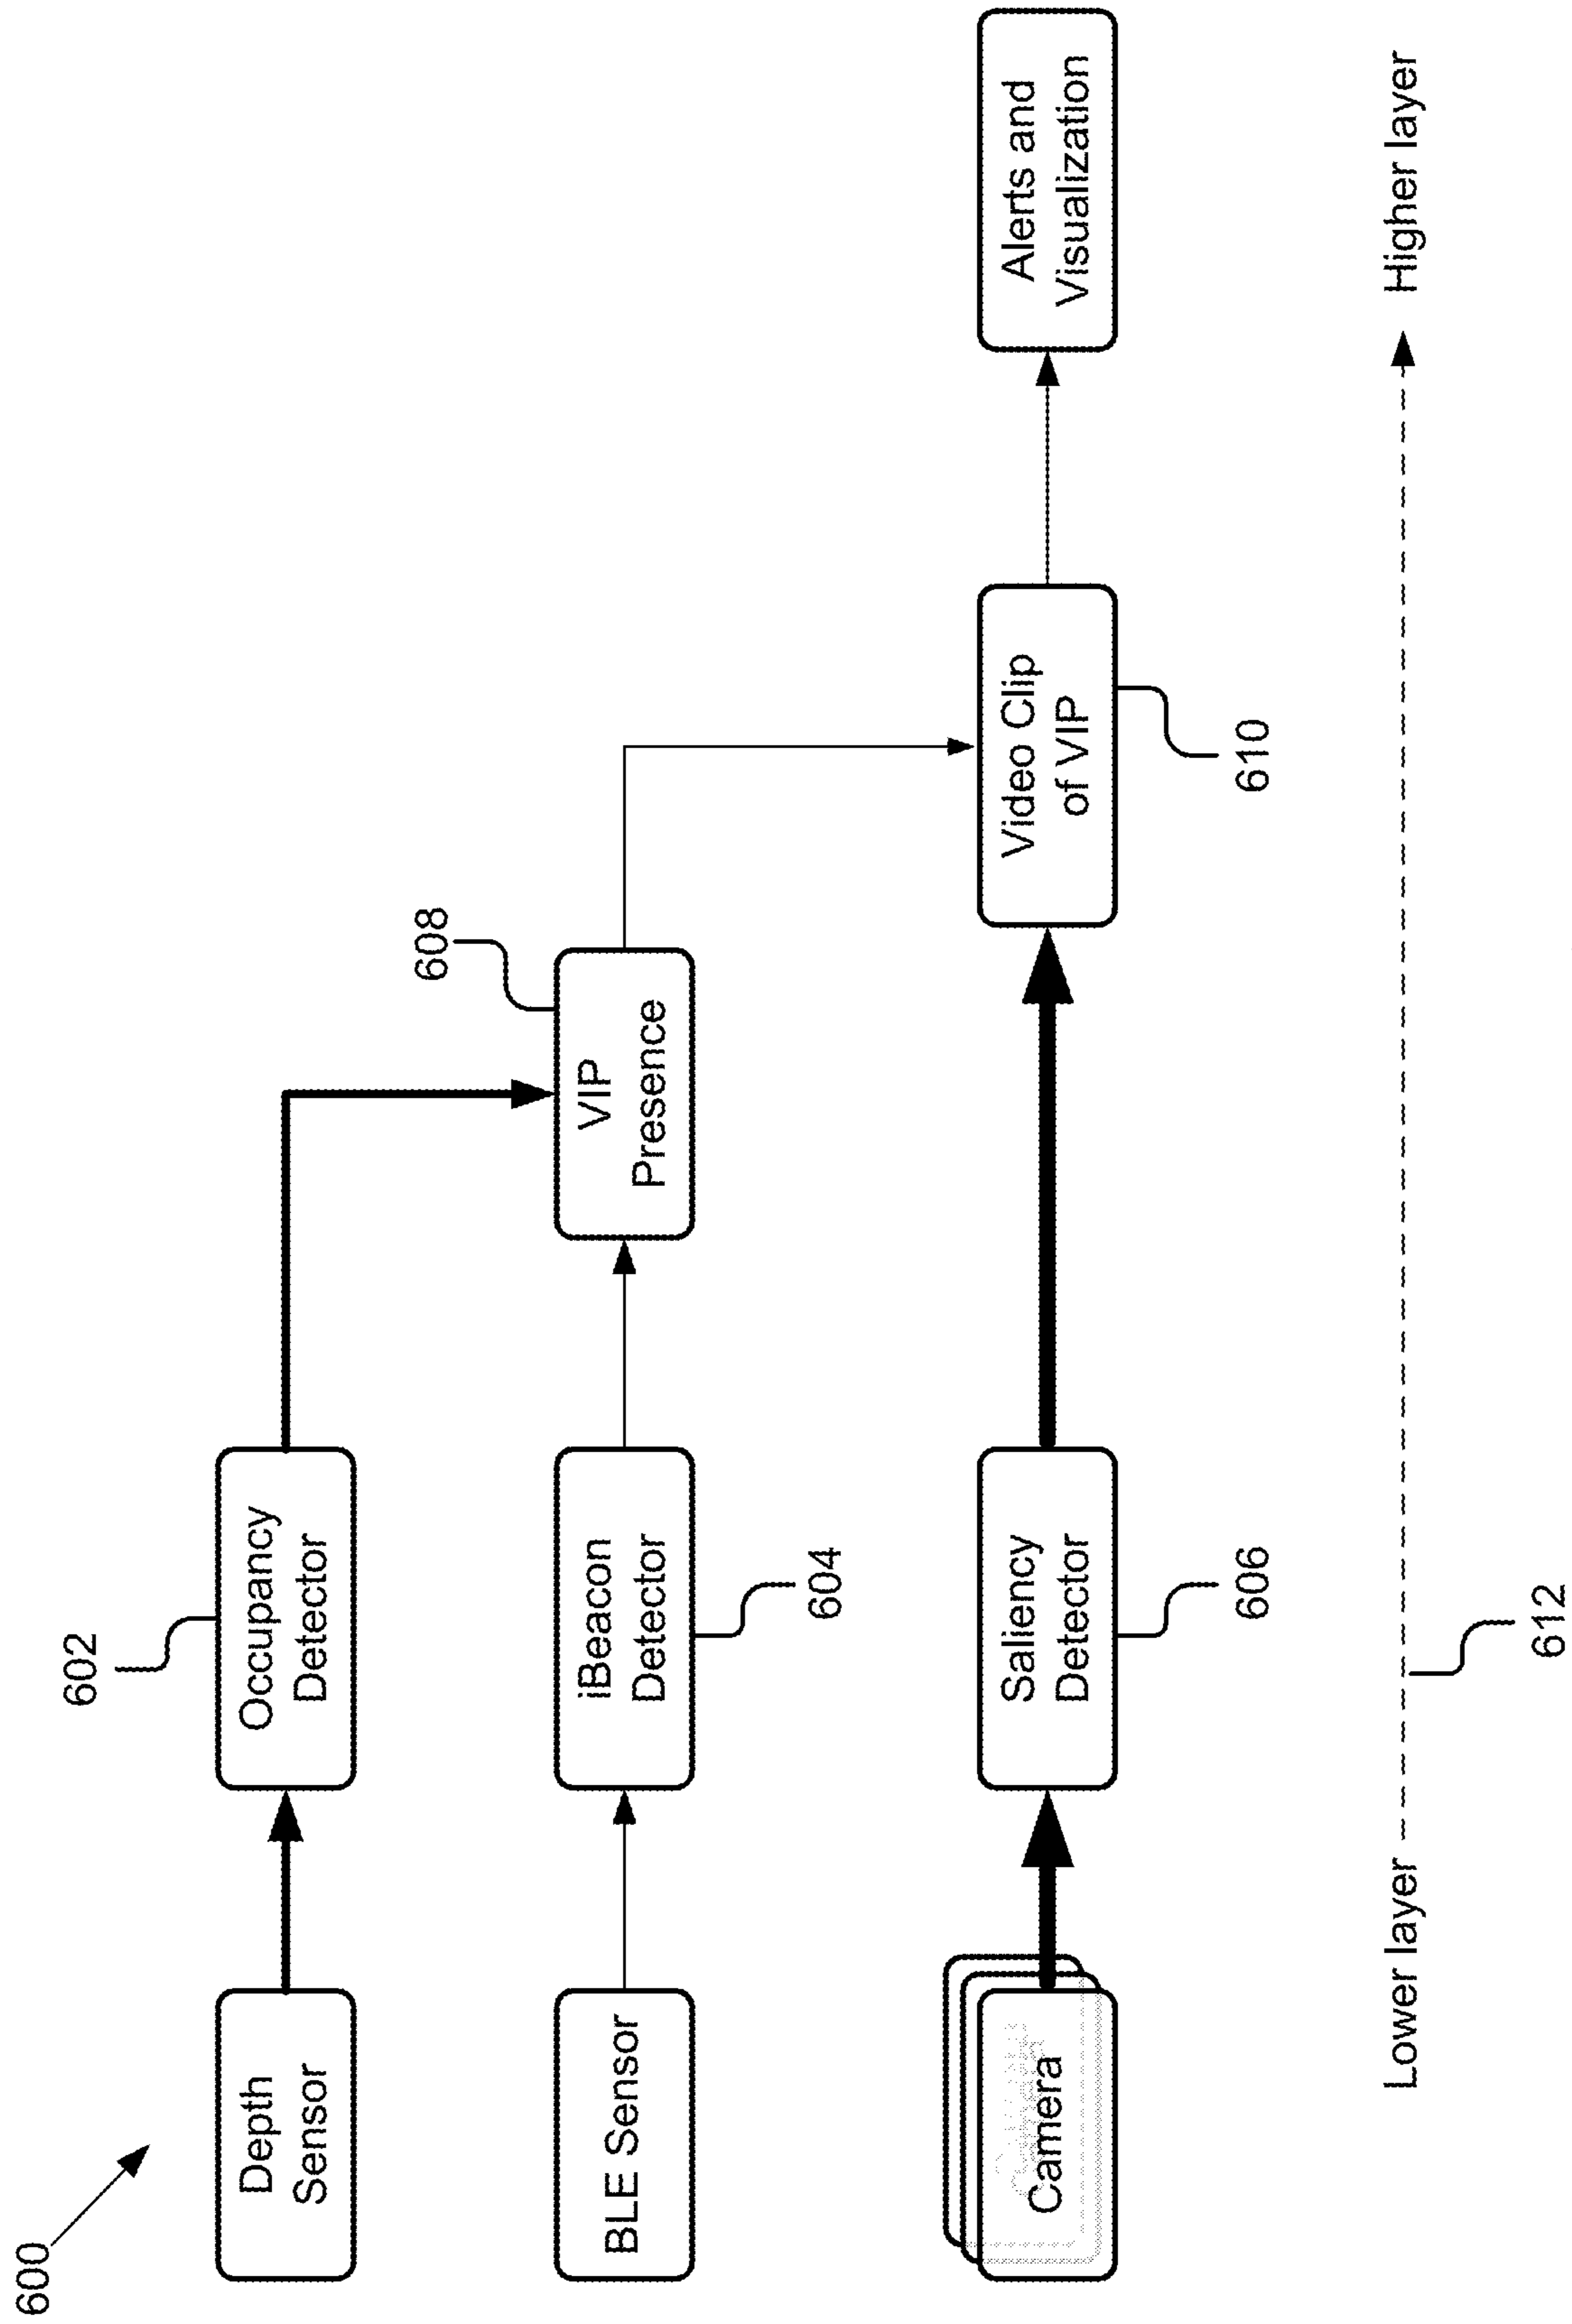 600
602
Depth
Sensor
Occupancy
Detector
608
BLE Sensor
iBeacon
Detector
VIP
Presence
604
Camera
Saliency
Detector
Video Clip
of VIP
Alerts and
Visualization
606
610
Lower layer
Higher layer
612